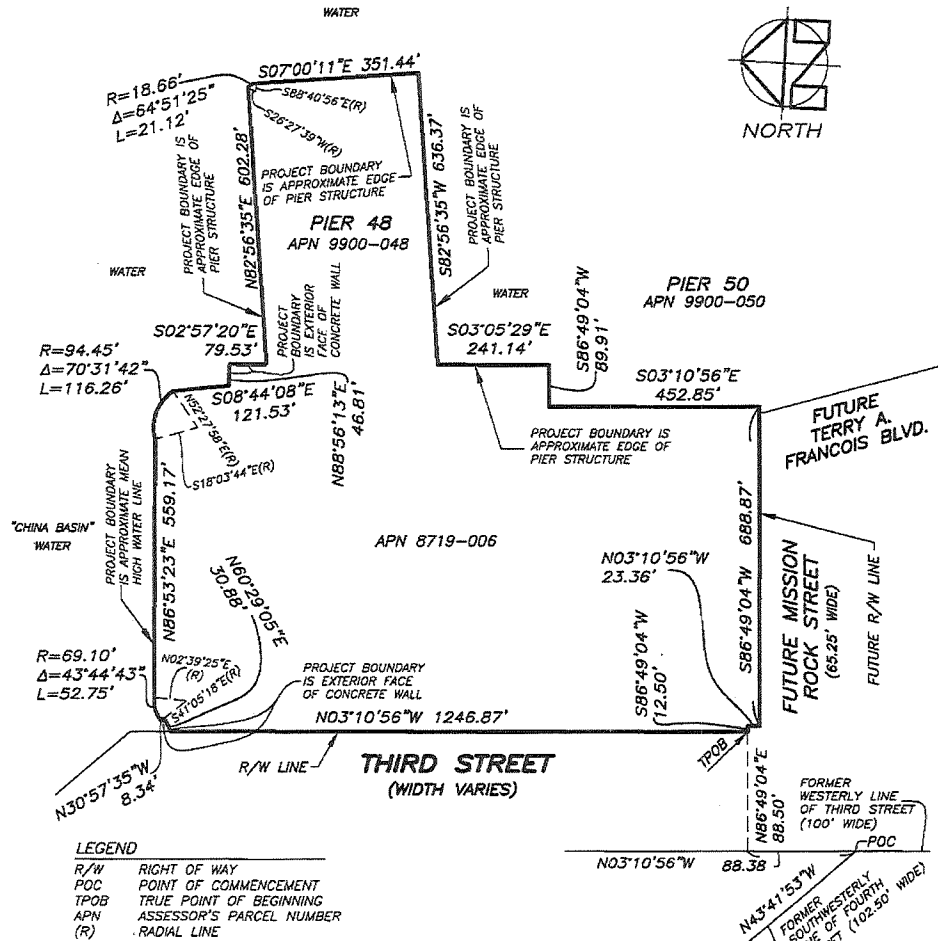 WATER
S07°00'11"E 351.44'
R=18.66'
Δ=64°51'25"
L=21.12'
S88°40'56"E(R)
S26°27'39"W(R)
NORTH
PROJECT BOUNDARY IS
APPROXIMATE EDGE OF
PIER STRUCTURE
N82°56'35"E 602.28'
PROJECT BOUNDARY
IS APPROXIMATE EDGE
OF PIER STRUCTURE
PIER 48
APN 9900-048
S82°56'35"W 636.37'
PROJECT BOUNDARY IS
APPROXIMATE EDGE OF
PIER STRUCTURE
WATER
WATER
PIER 50
APN 9900-050
S02°57'20"E
79.53'
PROJECT
BOUNDARY
IS EXTERIOR
FACE OF
CONCRETE WALL
S03°05'29"E
241.14'
S86°49'04"W
89.91'
R=94.45'
Δ=70°31'42"
L=116.26'
S08°44'08"E
121.53'
N88°56'13"E
46.81'
S03°10'56"E
452.85'
N52°27'58"E(R)
S18°03'44"E(R)
FUTURE
TERRY A.
FRANCOIS BLVD.
PROJECT BOUNDARY IS
APPROXIMATE EDGE OF
PIER STRUCTURE
"CHINA BASIN"
WATER
PROJECT BOUNDARY
IS APPROXIMATE MEAN
HIGH WATER LINE
N86°53'23"E 559.17'
APN 8719-006
N03°10'56"W
23.36'
S86°49'04"W 688.87'
FUTURE MISSION
ROCK STREET
(65.25' WIDE)
FUTURE R/W LINE
N60°29'05"E
30.88'
R=69.10'
Δ=43°44'43"
L=52.75'
N02°39'25"E
(R)
S41°05'18"E(R)
PROJECT BOUNDARY
IS EXTERIOR FACE
OF CONCRETE WALL
S86°49'04"W
12.50'
N03°10'56"W 1246.87'
N30°57'35"W
8.34'
R/W LINE
THIRD STREET
(WIDTH VARIES)
TPOB
N86°49'04"E
88.50'
FORMER
WESTERLY LINE
OF THIRD STREET
(100' WIDE)
POC
N03°10'56"W
88.38
N43°41'53"W
FORMER
SOUTHWESTERLY
OF FOURTH
(102.50' WIDE)
LEGEND
R/W RIGHT OF WAY
POC POINT OF COMMENCEMENT
TPOB TRUE POINT OF BEGINNING
APN ASSESSOR'S PARCEL NUMBER
(R) RADIAL LINE